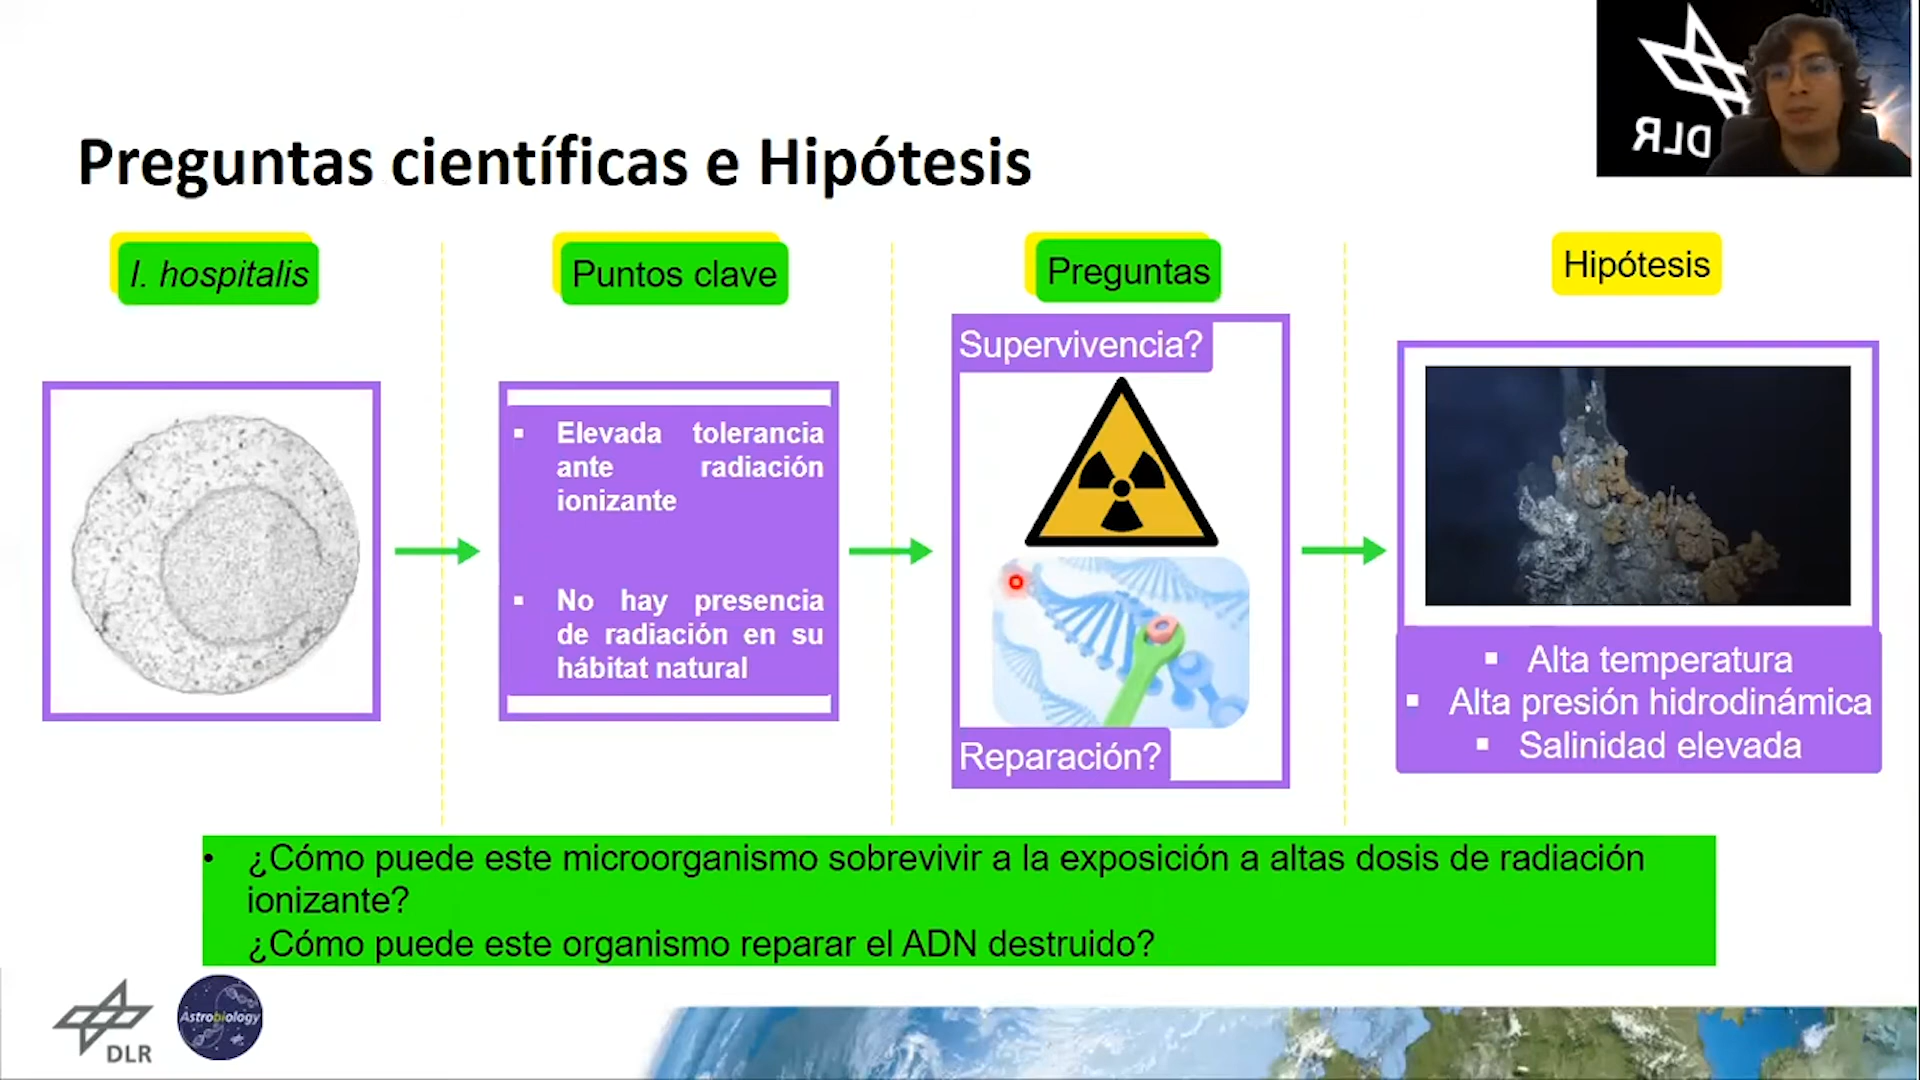 DLR
Preguntas científicas e Hipótesis
I. hospitalis
Puntos clave
Preguntas
Hipótesis
▪ Elevada tolerancia
ante radiación
ionizante
▪ No hay presencia
de radiación en su
hábitat natural
Supervivencia?
Reparación?
▪ Alta temperatura
▪ Alta presión hidrodinámica
▪ Salinidad elevada
• ¿Cómo puede este microorganismo sobrevivir a la exposición a altas dosis de radiación
ionizante?
¿Cómo puede este organismo reparar el ADN destruido?
DLR
Astrobiology